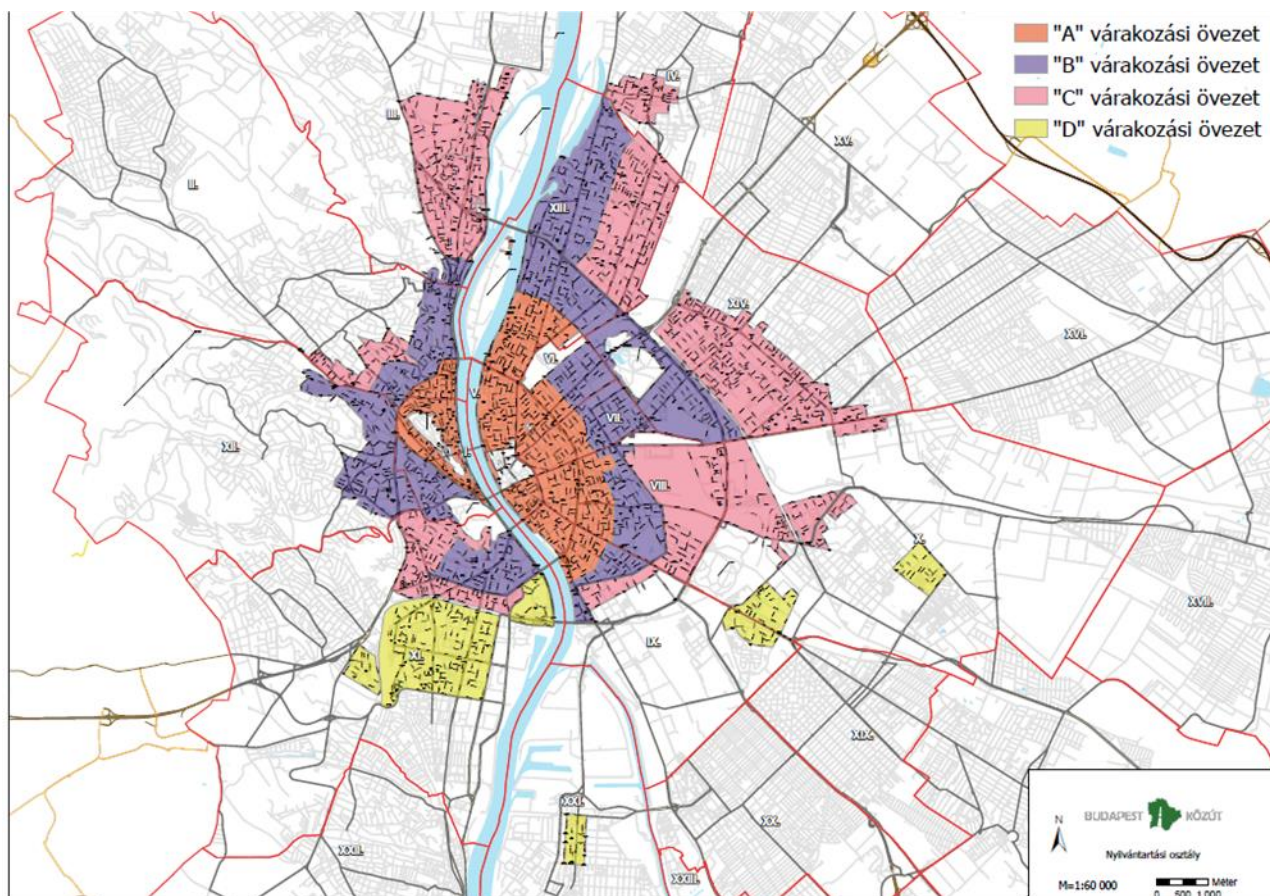 "A" várakozási övezet
"B" várakozási övezet
"C" várakozási övezet
"D" várakozási övezet
IV.
III.
XV.
II.
XIII.
XIV.
XVI.
VI.
V.
VII.
XII.
I.
VIII.
X.
XVII.
IX.
XI.
XIX.
XXI.
XX.
XXII.
XXIII.
N
BUDAPEST KÖZÚT
Nyilvántartási osztály
M=1:60 000
Méter
0 500 1 000